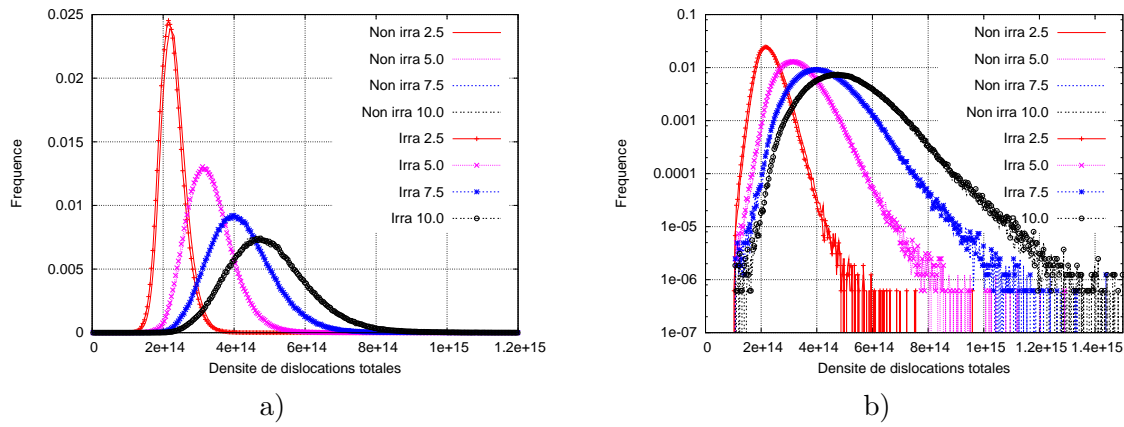 0.025
0.02
0.015
0.01
0.005
0
0 2e+14 4e+14 6e+14 8e+14 1e+15 1.2e+15
Frequence
Densite de dislocations totales
Non irra 2.5
Non irra 5.0
Non irra 7.5
Non irra 10.0
Irra 2.5
Irra 5.0
Irra 7.5
Irra 10.0
a)
0.1
0.01
0.001
0.0001
1e-05
1e-06
1e-07
0 2e+14 4e+14 6e+14 8e+14 1e+15 1.2e+15 1.4e+15
Frequence
Densite de dislocations totales
Non irra 2.5
Non irra 5.0
Non irra 7.5
Non irra 10.0
Irra 2.5
Irra 5.0
Irra 7.5
Irra 10.0
b)